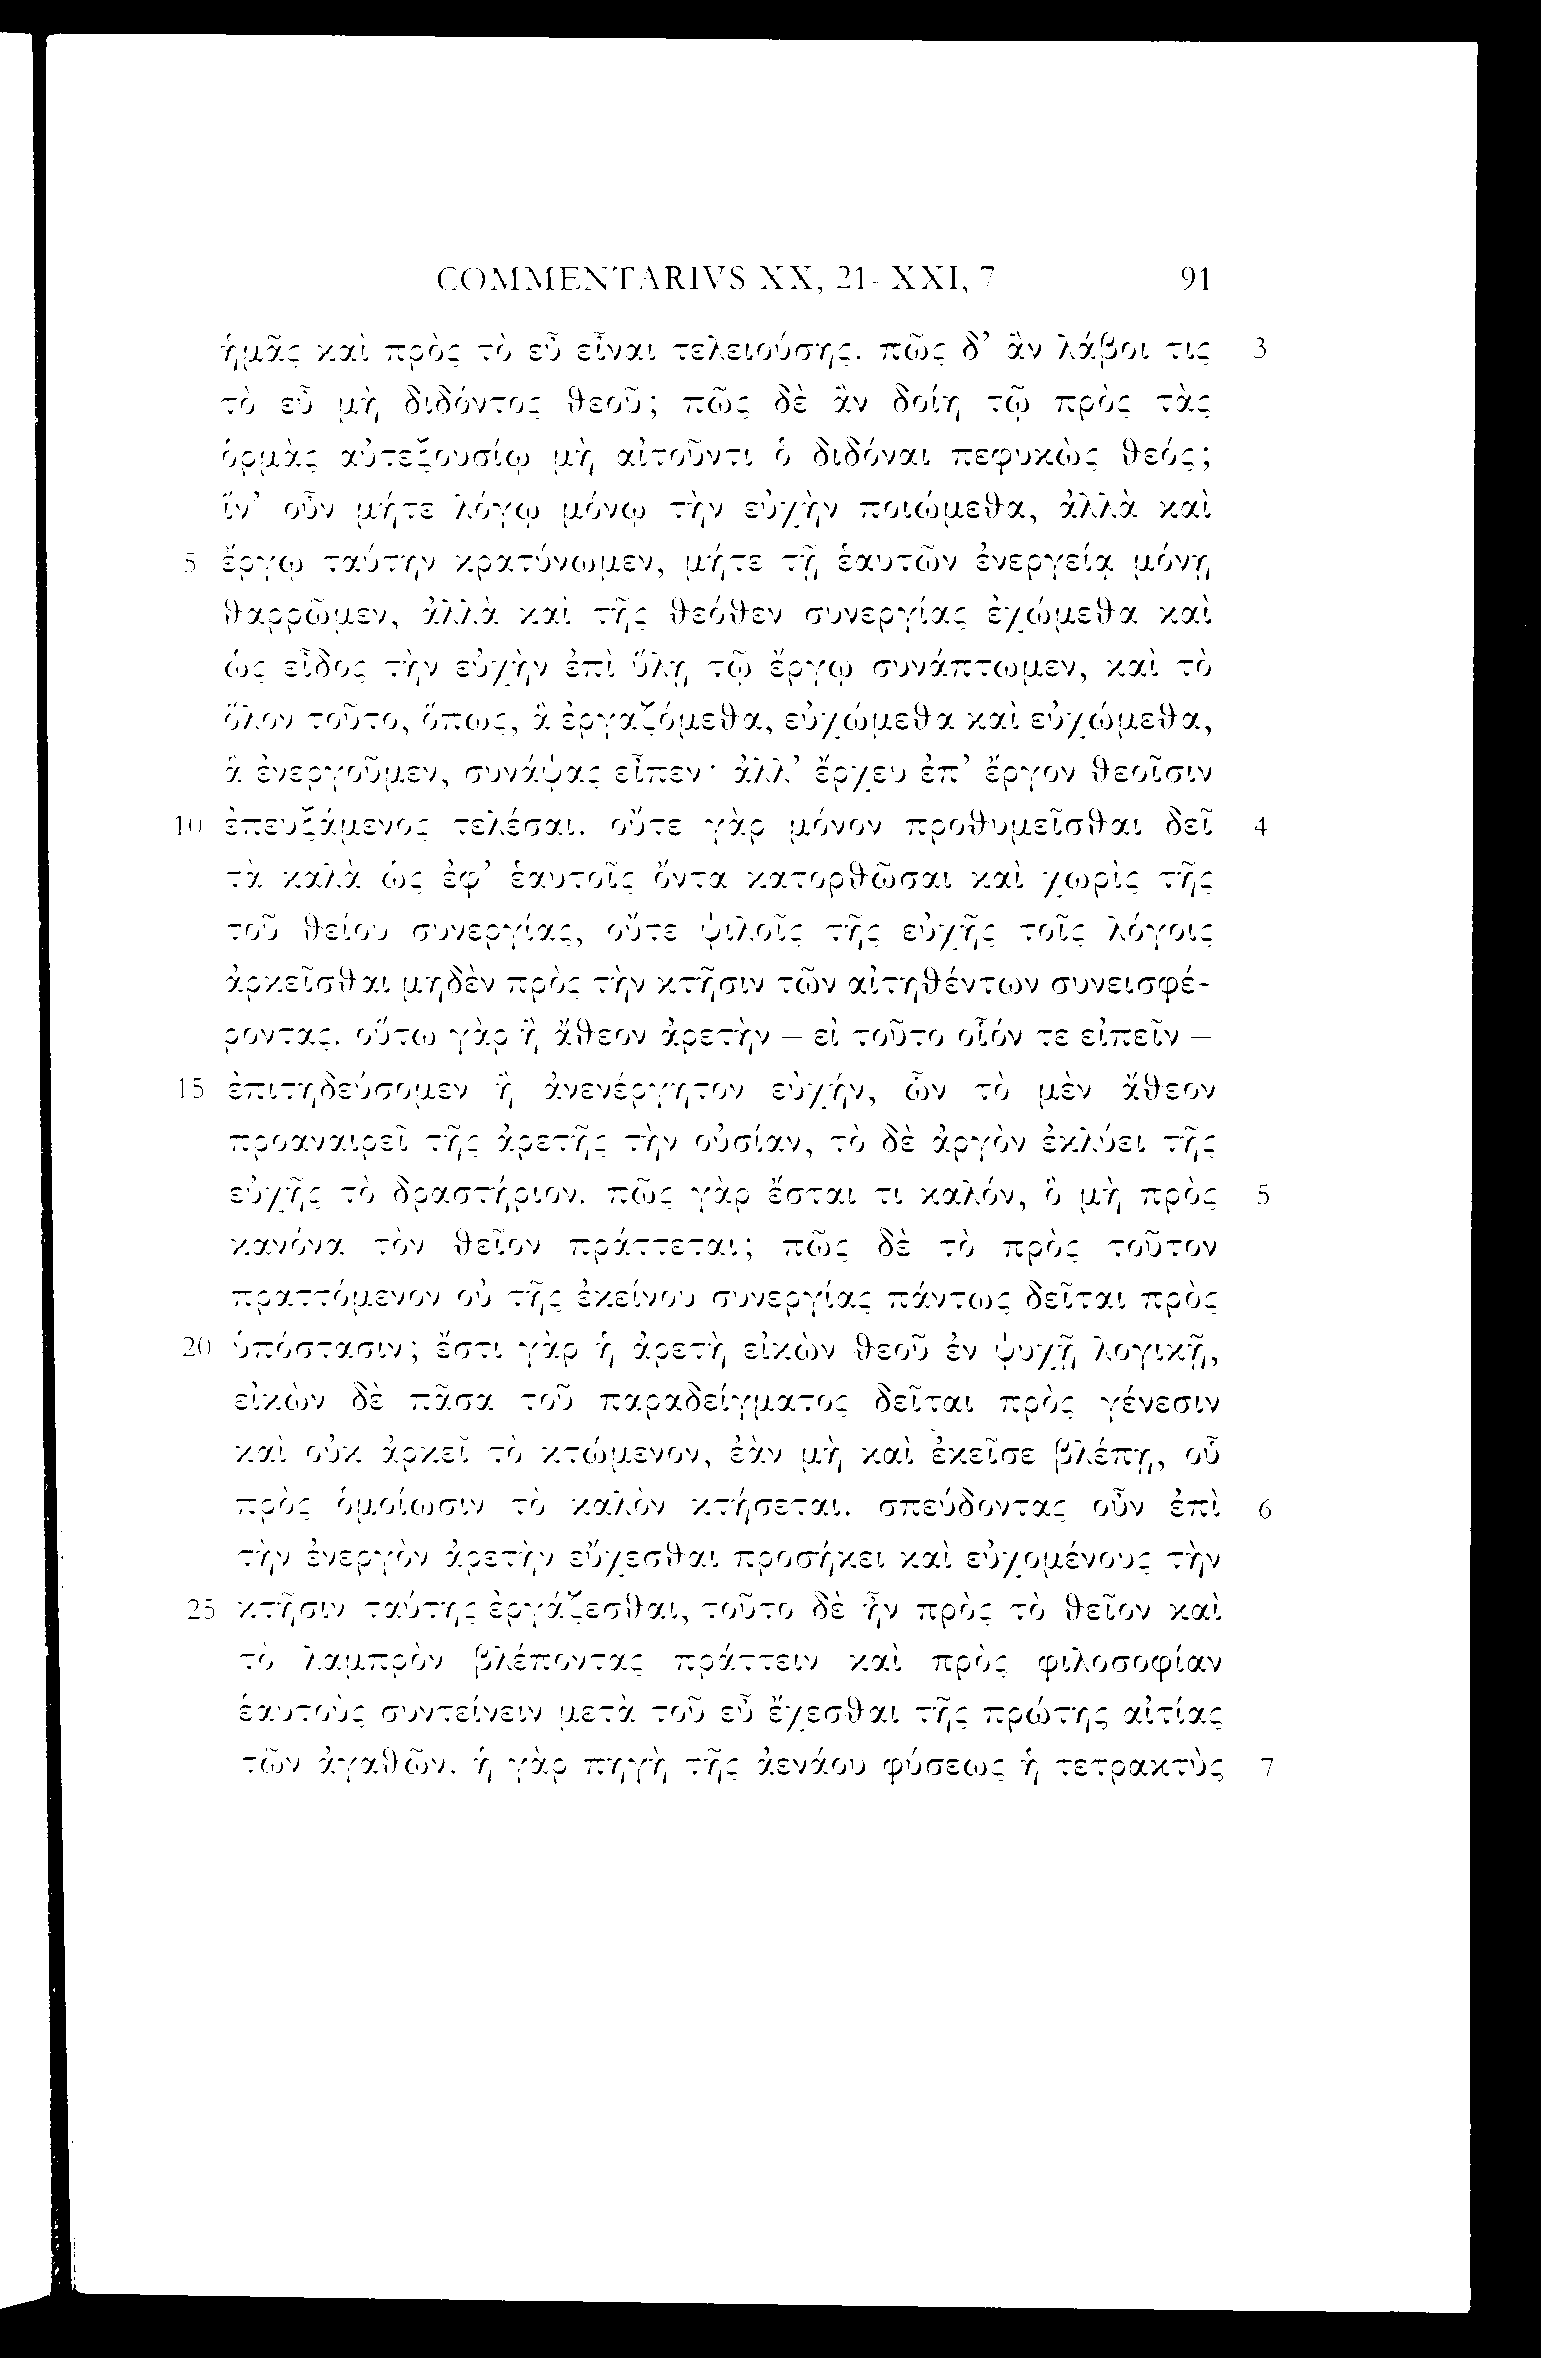 COMMENTARIVS XX, 21- XXI, 7 91
ἡμᾶς καὶ πρὸς τὸ εὖ εἶναι τελειούσης. πῶς δ’ ἂν λάβοι τις 3
τὸ εὖ μὴ διδόντος θεοῦ; πῶς δὲ ἂν δοίη τῷ πρὸς τὰς
ὁρμὰς αὐτεξουσίῳ μὴ αἰτοῦντι ὁ διδόναι πεφυκὼς θεός;
ἵν’ οὖν μήτε λόγῳ μόνῳ τὴν εὐχὴν ποιώμεθα, ἀλλὰ καὶ
5 ἔργῳ ταύτην κρατύνωμεν, μήτε τῇ ἑαυτῶν ἐνεργείᾳ μόνῃ
θαρρῶμεν, ἀλλὰ καὶ τῆς θεόθεν συνεργίας ἐχώμεθα καὶ
ὡς εἶδος τὴν εὐχὴν ἐπὶ ὕλῃ τῷ ἔργῳ συνάπτωμεν, καὶ τὸ
ὅλον τοῦτο, ὅπως, ἃ ἐργαζόμεθα, εὐχώμεθα καὶ εὐχώμεθα,
ἃ ἐνεργοῦμεν, συνάψας εἶπεν· ἀλλ’ ἔρχευ ἐπ’ ἔργον θεοῖσιν
10 ἐπευξάμενος τελέσαι. οὔτε γὰρ μόνον προθυμεῖσθαι δεῖ 4
τὰ καλὰ ὡς ἐφ’ ἑαυτοῖς ὄντα κατορθῶσαι καὶ χωρὶς τῆς
τοῦ θείου συνεργίας, οὔτε ψιλοῖς τῆς εὐχῆς τοῖς λόγοις
ἀρκεῖσθαι μηδὲν πρὸς τὴν κτῆσιν τῶν αἰτηθέντων συνεισφέ-
ροντας. οὕτω γὰρ ἢ ἄθεον ἀρετὴν – εἰ τοῦτο οἷόν τε εἰπεῖν –
15 ἐπιτηδεύσομεν ἢ ἀνενέργητον εὐχήν, ὧν τὸ μὲν ἄθεον
προαναιρεῖ τῆς ἀρετῆς τὴν οὐσίαν, τὸ δὲ ἀργὸν ἐκλύει τῆς
εὐχῆς τὸ δραστήριον. πῶς γὰρ ἔσται τι καλόν, ὃ μὴ πρὸς 5
κανόνα τὸν θεῖον πράττεται; πῶς δὲ τὸ πρὸς τοῦτον
πραττόμενον οὐ τῆς ἐκείνου συνεργίας πάντως δεῖται πρὸς
20 ὑπόστασιν; ἔστι γὰρ ἡ ἀρετὴ εἰκὼν θεοῦ ἐν ψυχῇ λογικῇ,
εἰκὼν δὲ πᾶσα τοῦ παραδείγματος δεῖται πρὸς γένεσιν
καὶ οὐκ ἀρκεῖ τὸ κτώμενον, ἐὰν μὴ καὶ ἐκεῖσε βλέπῃ, οὗ
πρὸς ὁμοίωσιν τὸ καλὸν κτήσεται. σπεύδοντας οὖν ἐπὶ 6
τὴν ἐνεργὸν ἀρετὴν εὔχεσθαι προσήκει καὶ εὐχομένους τὴν
25 κτῆσιν ταύτης ἐργάζεσθαι, τοῦτο δὲ ἦν πρὸς τὸ θεῖον καὶ
τὸ λαμπρὸν βλέποντας πράττειν καὶ πρὸς φιλοσοφίαν
ἑαυτοὺς συντείνειν μετὰ τοῦ εὖ ἔχεσθαι τῆς πρώτης αἰτίας
τῶν ἀγαθῶν. ἡ γὰρ πηγὴ τῆς ἀενάου φύσεως ἡ τετρακτὺς 7